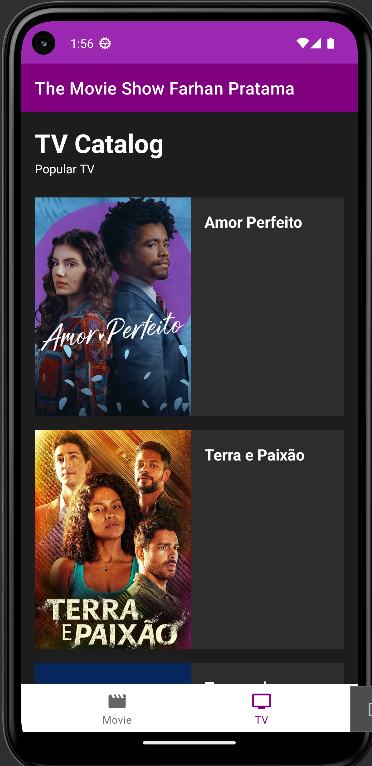 1:56
The Movie Show Farhan Pratama
TV Catalog
Popular TV
Amor Perfeito
Amor Perfeito
Terra e Paixão
TERRA
E PAIXÃO
Movie
TV